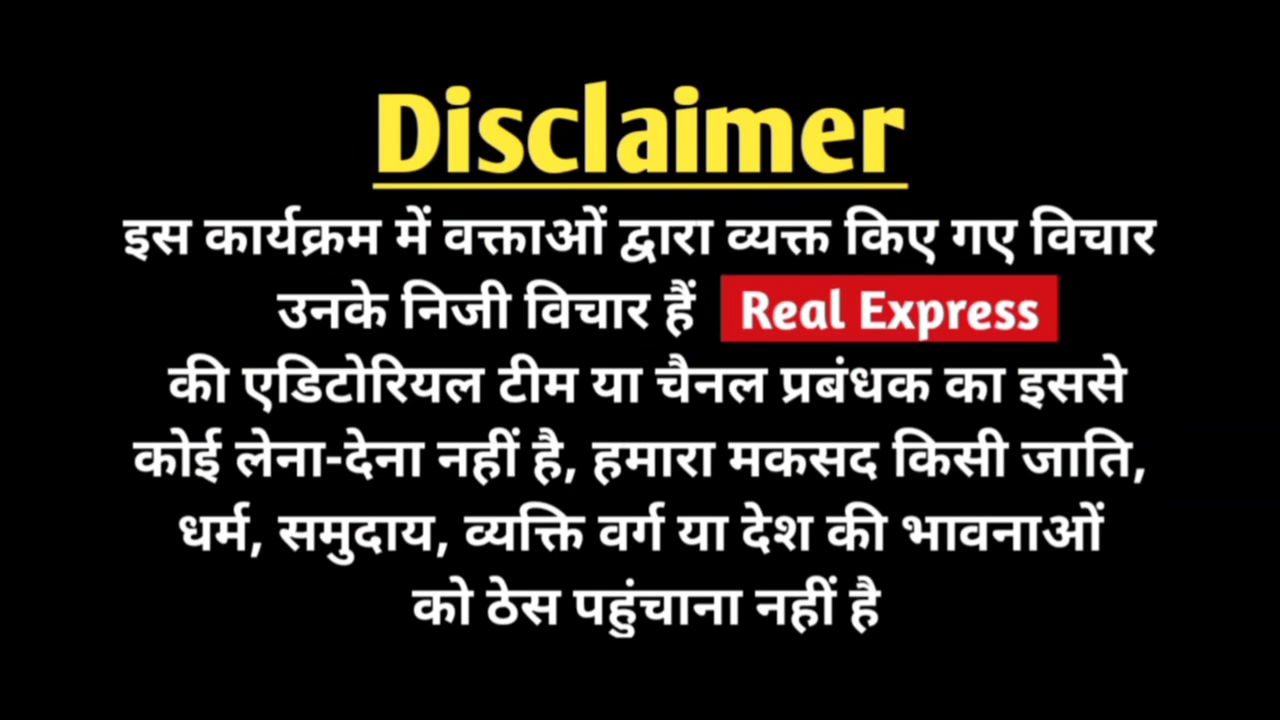 Disclaimer
इस कार्यक्रम में वक्ताओं द्वारा व्यक्त किए गए विचार
उनके निजी विचार हैं Real Express
की एडिटोरियल टीम या चैनल प्रबंधक का इससे
कोई लेना-देना नहीं है, हमारा मकसद किसी जाति,
धर्म, समुदाय, व्यक्ति वर्ग या देश की भावनाओं
को ठेस पहुंचाना नहीं है